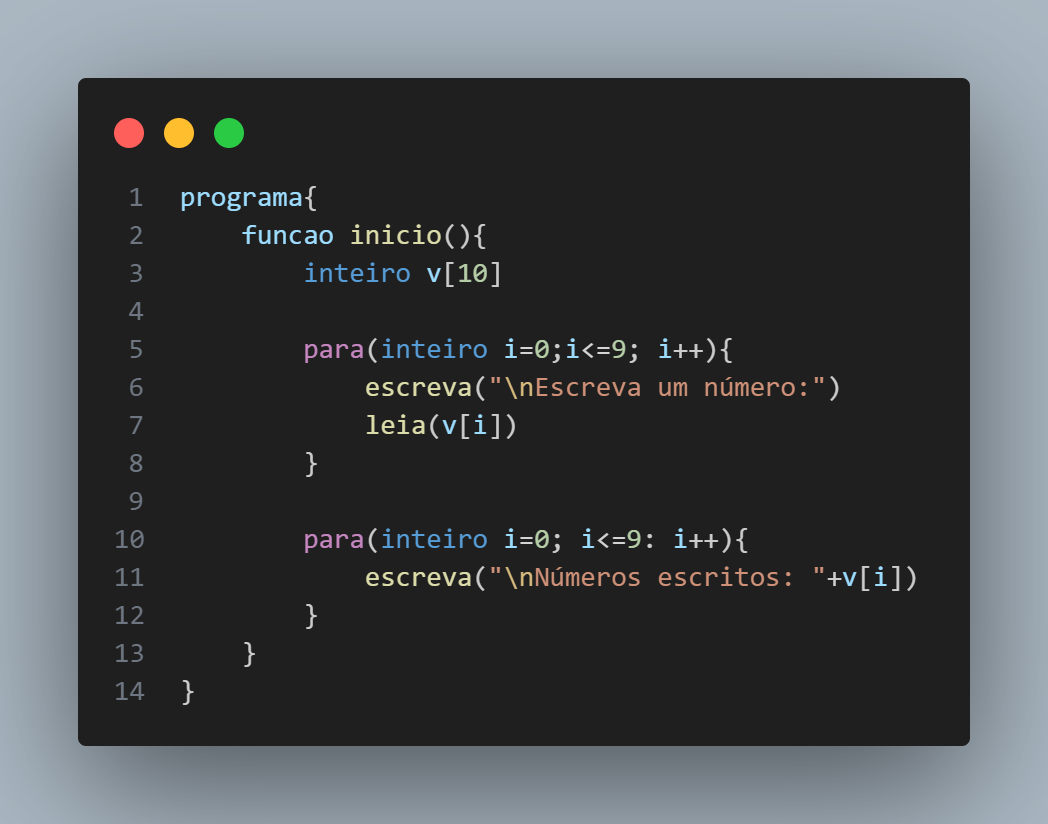 1 programa{
2 funcao inicio(){
3 inteiro v[10]
4
5 para(inteiro i=0;i<=9; i++){
6 escreva("\nEscreva um número:")
7 leia(v[i])
8 }
9
10 para(inteiro i=0; i<=9: i++){
11 escreva("\nNúmeros escritos: "+v[i])
12 }
13 }
14 }